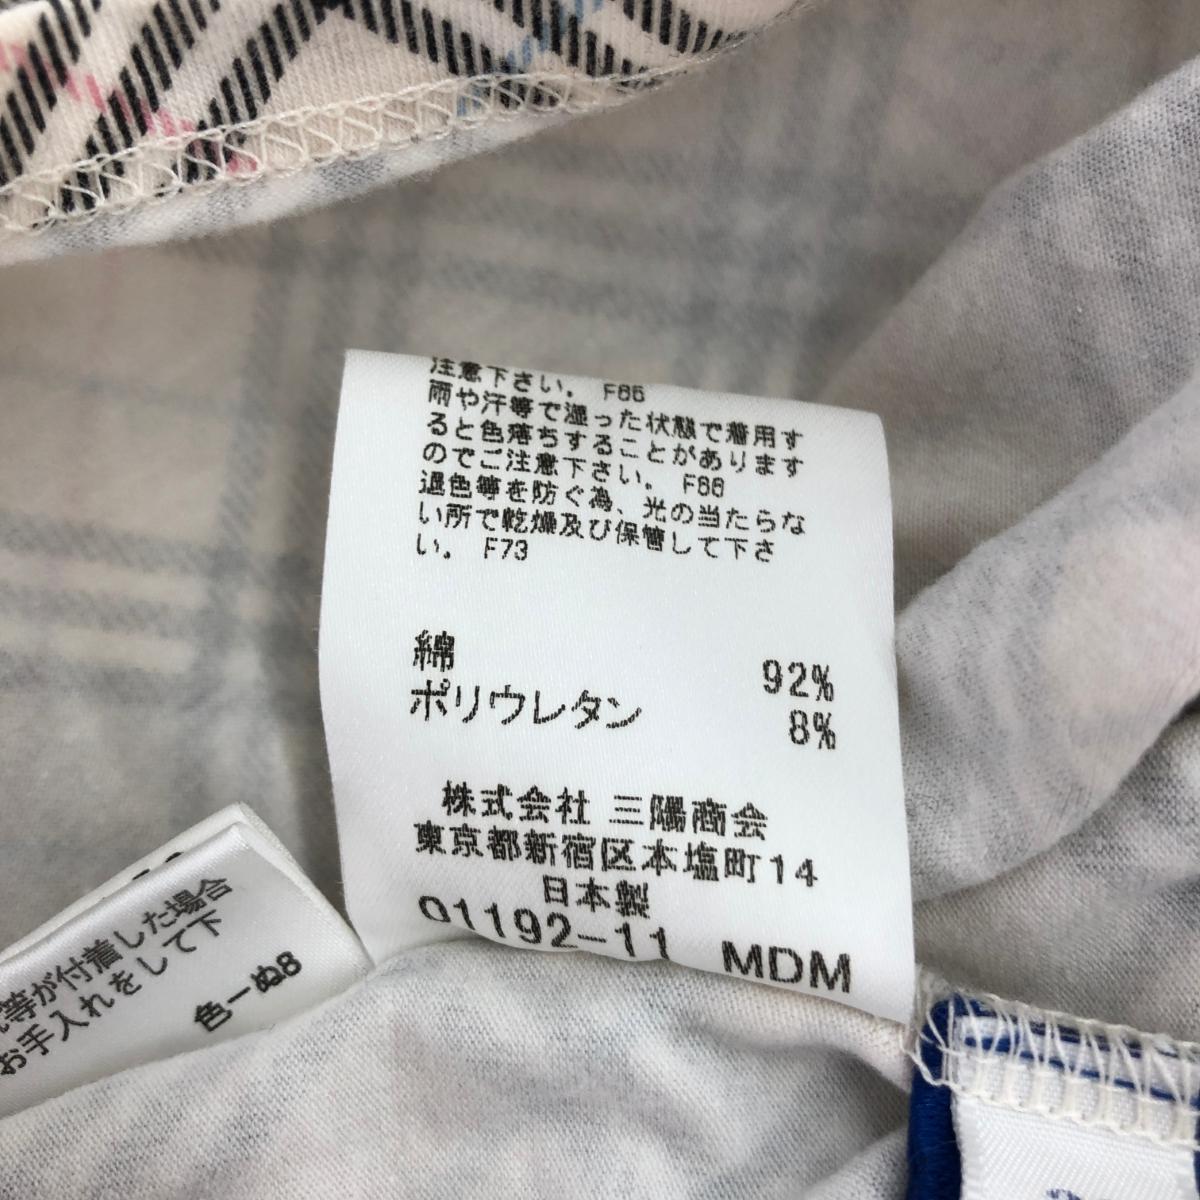 注意下さい。 F65
雨や汗等で湿った状態で着用す
ると色落ちすることがあります
のでご注意下さい。 F66
退色等を防ぐ為、光の当たらな
い所で乾燥及び保管して下さ
い。 F73
綿 92%
ポリウレタン 8%
株式会社 三陽商会
東京都新宿区本塩町14
日本製
Q1192-11 MDM
等が付着した場合
お手入れをして下
色ーぬ8